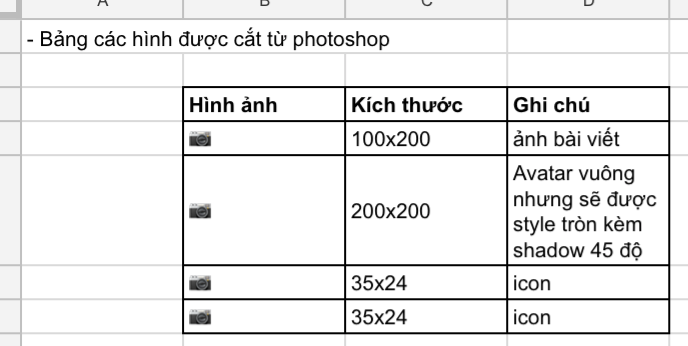 A B C D
- Bảng các hình được cắt từ photoshop
Hình ảnh Kích thước Ghi chú
📷 100x200 ảnh bài viết
📷 200x200 Avatar vuông
nhưng sẽ được
style tròn kèm
shadow 45 độ
📷 35x24 icon
📷 35x24 icon